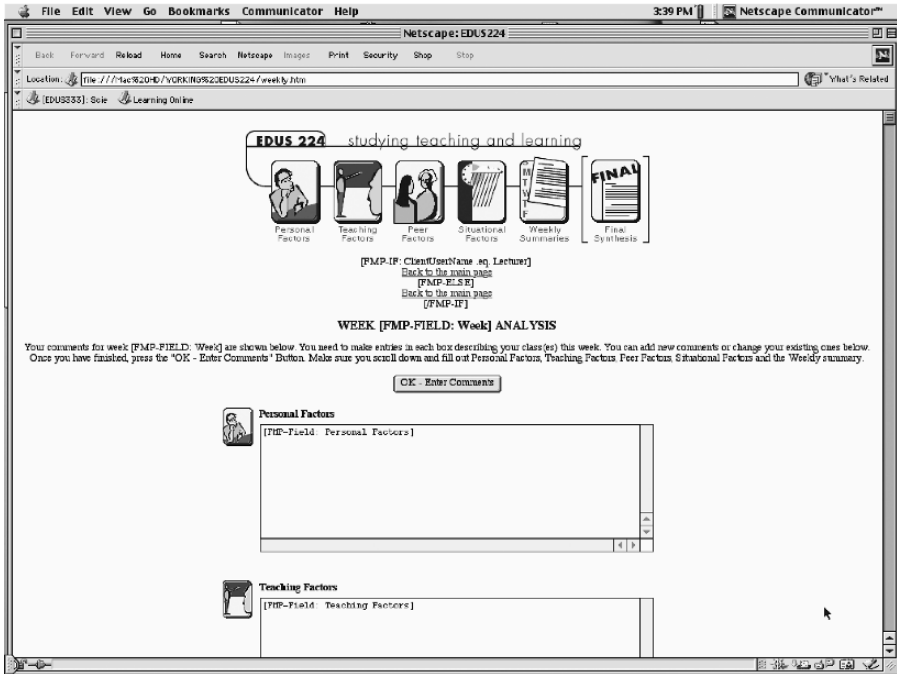 File Edit View Go Bookmarks Communicator Help 3:39 PM Netscape Communicator™
Netscape: EDUS224
Back Forward Reload Home Search Netscape Images Print Security Shop Stop
Location: file:///Mac%20HD/YORKING%20EDUS224/weekly.htm What's Related
[EDUS333]: Scie Learning Online
EDUS 224 studying teaching and learning
SMTWTF
FINAL
Personal Factors
Teaching Factors
Peer Factors
Situational Factors
Weekly Summaries
Final Synthesis
[FMP-IF: ClientUserName .eq. Lecturer]
Back to the main page
[FMP-ELSE]
Back to the main page
[/FMP-IF]
WEEK [FMP-FIELD: Week] ANALYSIS
Your comments for week [FMP-FIELD: Week] are shown below. You need to make entries in each box describing your class(es) this week. You can add new comments or change your existing ones below.
Once you have finished, press the "OK - Enter Comments" Button. Make sure you scroll down and fill out Personal Factors, Teaching Factors, Peer Factors, Situational Factors and the Weekly summary.
OK - Enter Comments
Personal Factors
[FMP-Field: Personal Factors]
Teaching Factors
[FMP-Field: Teaching Factors]